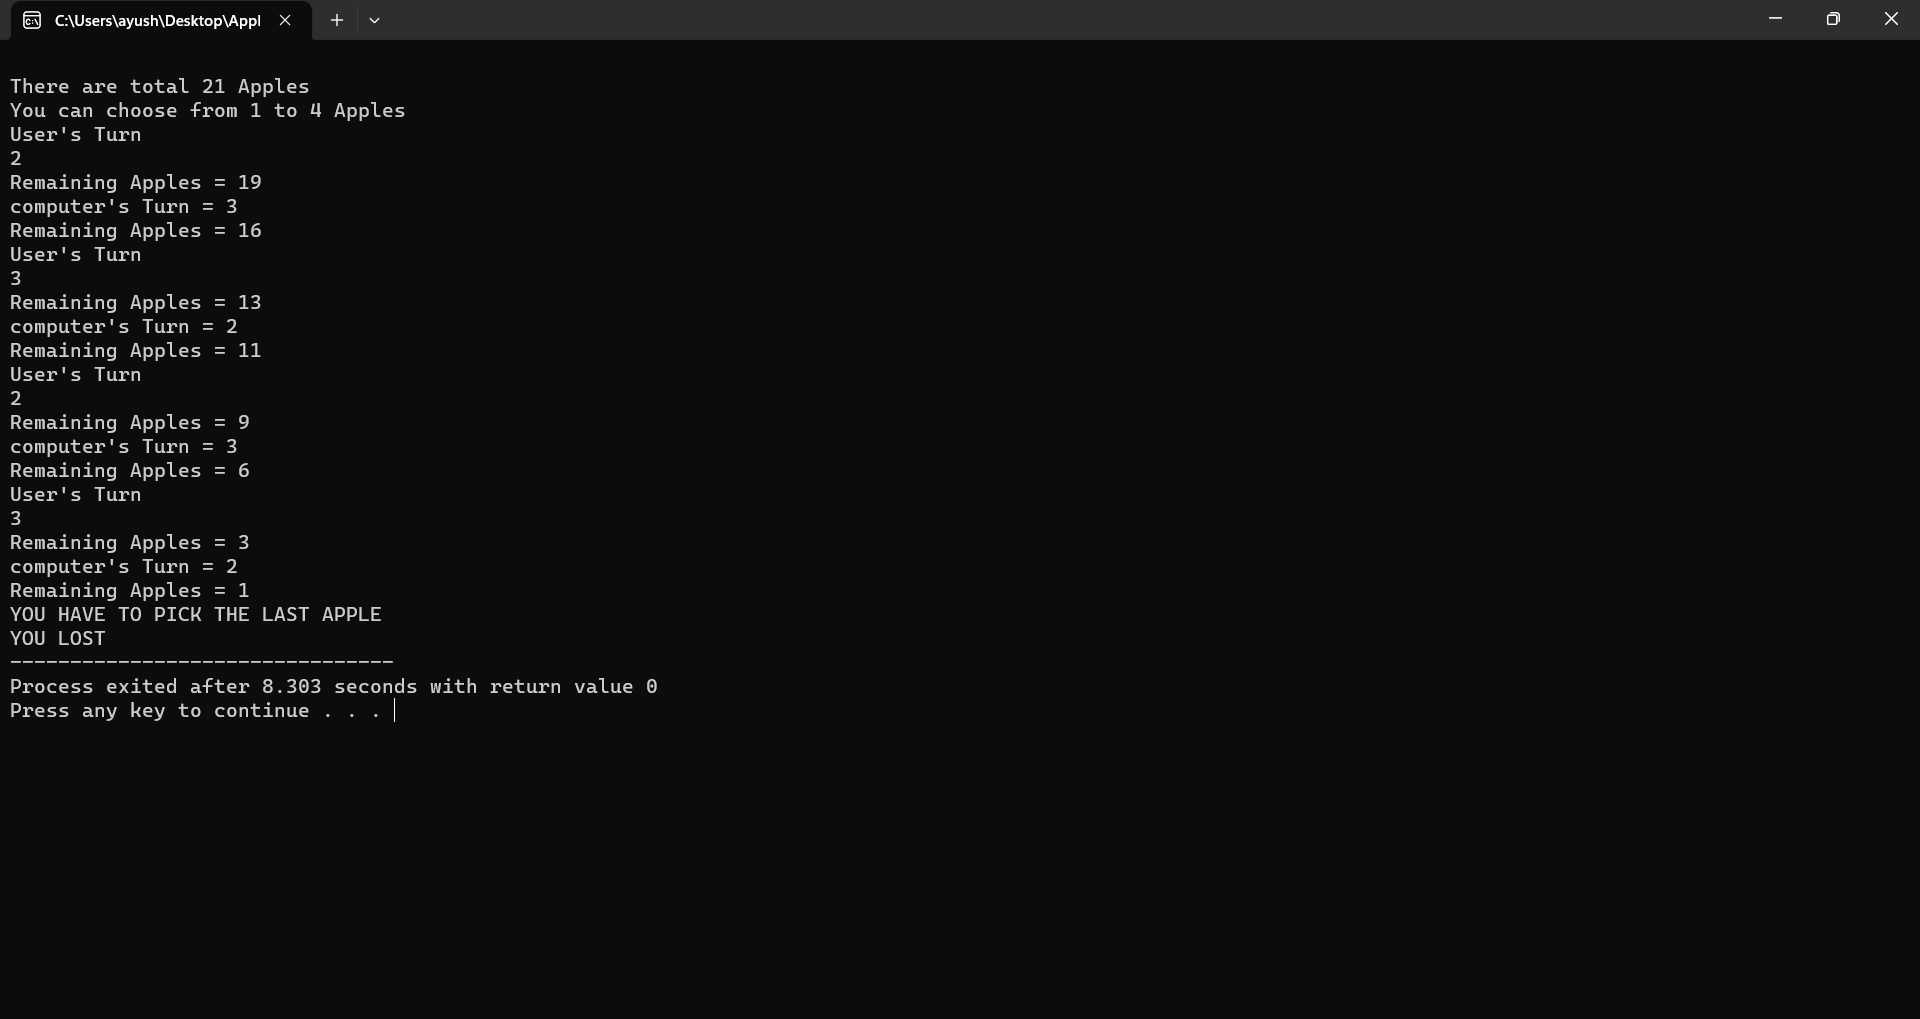 C:\Users\ayush\Desktop\Appl
There are total 21 Apples
You can choose from 1 to 4 Apples
User's Turn
2
Remaining Apples = 19
computer's Turn = 3
Remaining Apples = 16
User's Turn
3
Remaining Apples = 13
computer's Turn = 2
Remaining Apples = 11
User's Turn
2
Remaining Apples = 9
computer's Turn = 3
Remaining Apples = 6
User's Turn
3
Remaining Apples = 3
computer's Turn = 2
Remaining Apples = 1
YOU HAVE TO PICK THE LAST APPLE
YOU LOST
--------------------------------
Process exited after 8.303 seconds with return value 0
Press any key to continue . . .